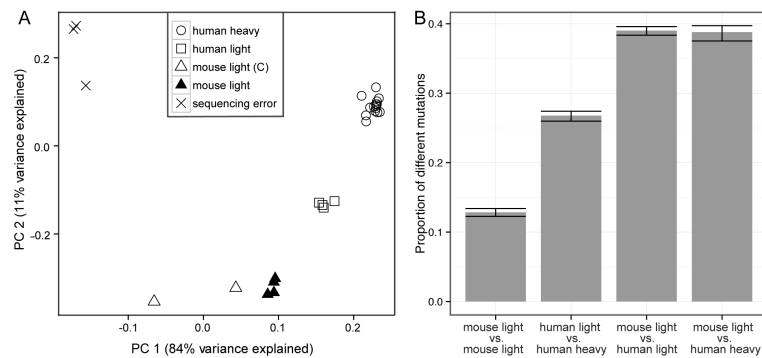 A
human heavy
human light
mouse light (C)
mouse light
sequencing error
PC 2 (11% variance explained)
0.2
0.0
−0.2
-0.1
0.0
0.1
0.2
PC 1 (84% variance explained)
B
Proportion of different mutations
0.4
0.3
0.2
0.1
0.0
mouse light
vs.
mouse light
human light
vs.
human heavy
mouse light
vs.
human light
mouse light
vs.
human heavy